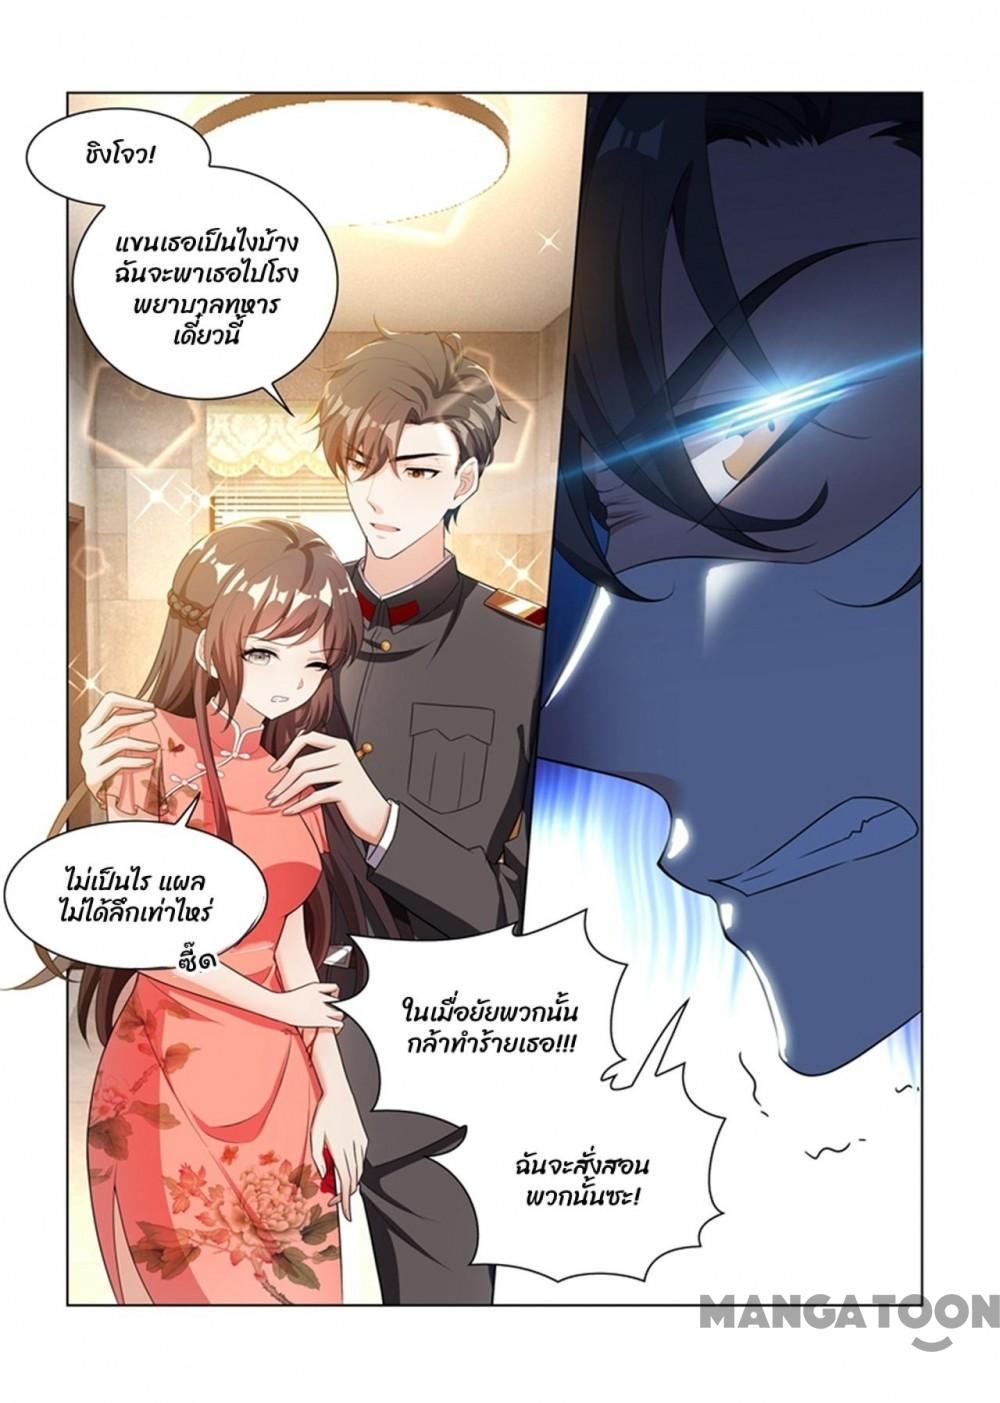 ชิงโจว!
แขนเธอเป็นไงบ้าง
ฉันจะพาเธอไปโรง
พยาบาลทหาร
เดี๋ยวนี้
ไม่เป็นไร แผล
ไม่ได้ลึกเท่าไหร่
ซี๊ด
ในเมื่อยัยพวกนั้น
กล้าทำร้ายเธอ!!!
ฉันจะสั่งสอน
พวกนั้นซะ!
MANGATOON